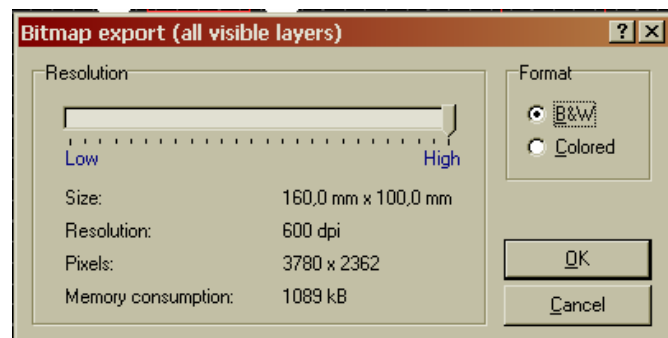 Bitmap export (all visible layers)
Resolution
Low High
Size: 160,0 mm x 100,0 mm
Resolution: 600 dpi
Pixels: 3780 x 2362
Memory consumption: 1089 kB
Format
B&W
Colored
OK
Cancel